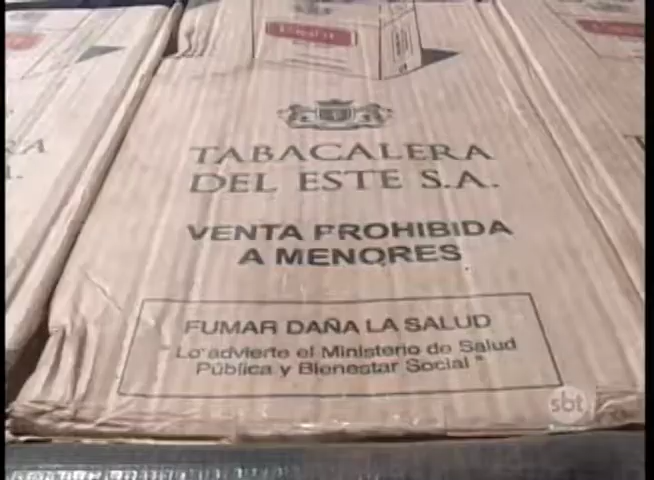 TABACALERA
DEL ESTE S.A.
VENTA PROHIBIDA
A MENORES
FUMAR DAÑA LA SALUD
"Lo advierte el Ministerio de Salud
Pública y Bienestar Social"
sbt